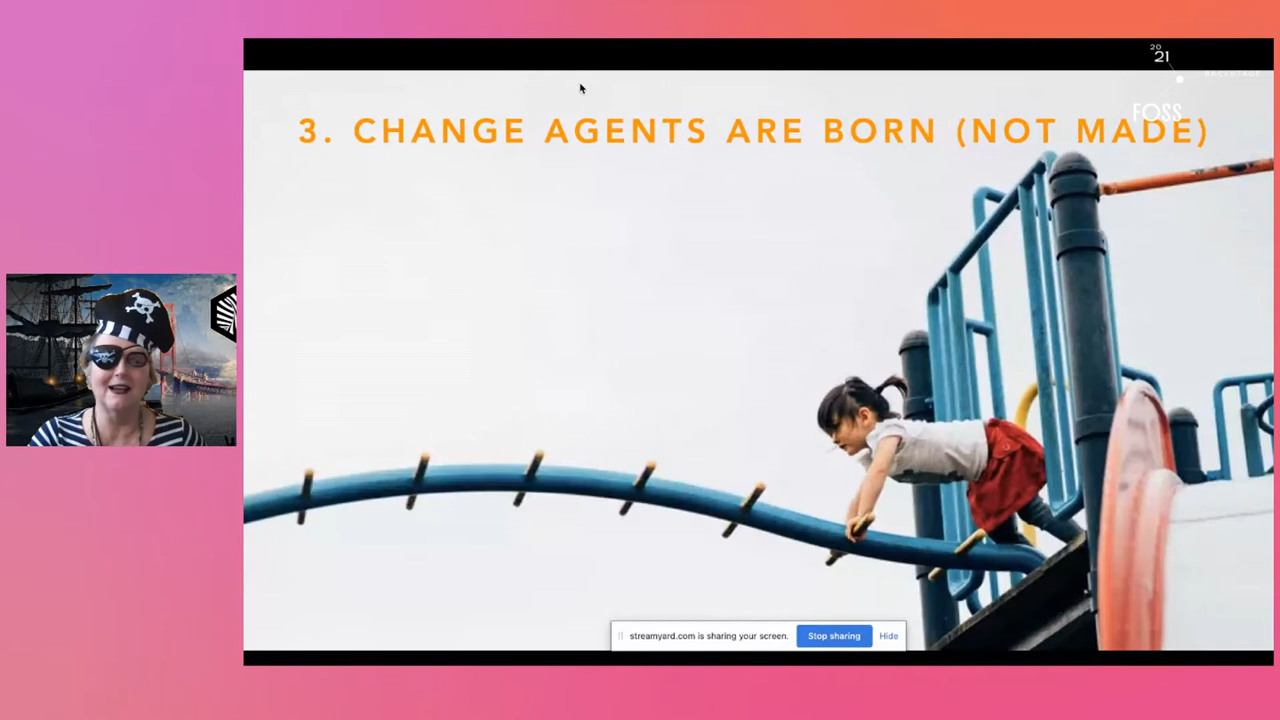 20
21
BACKSTAGE
FOSS
3. CHANGE AGENTS ARE BORN (NOT MADE)
streamyard.com is sharing your screen. Stop sharing Hide